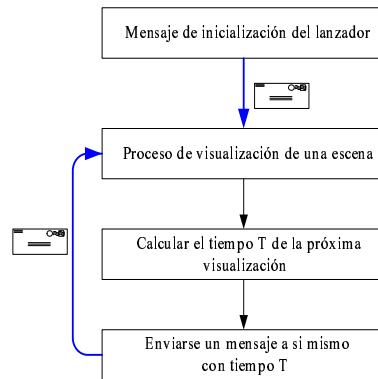 Mensaje de inicialización del lanzador
Proceso de visualización de una escena
Calcular el tiempo T de la próxima
visualización
Enviarse un mensaje a si mismo
con tiempo T